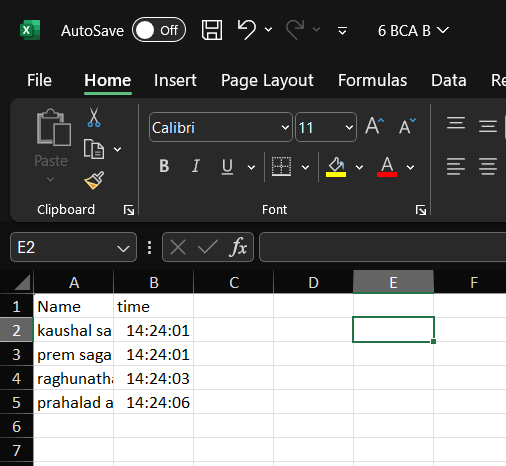 AutoSave Off 6 BCA B
File Home Insert Page Layout Formulas Data Re
Paste
Calibri 11 A A
B I U A
Clipboard Font
E2 fx
A B C D E F
1 Name time
2 kaushal sa 14:24:01
3 prem saga 14:24:01
4 raghunatha 14:24:03
5 prahalad a 14:24:06
6
7